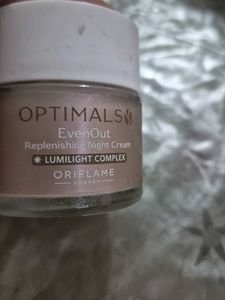 OPTIMALS
EvenOut
Replenishing Night Cream
LUMILIGHT COMPLEX
ORIFLAME
SWEDEN